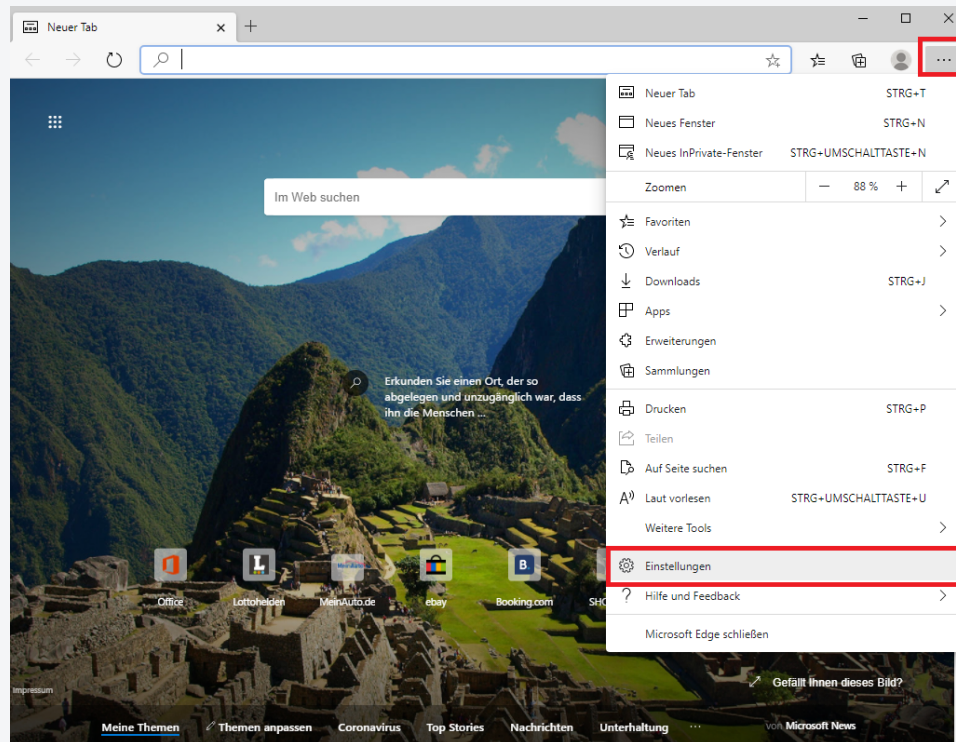 Neuer Tab
Neuer Tab STRG+T
Neues Fenster STRG+N
Neues InPrivate-Fenster STRG+UMSCHALTTASTE+N
Zoomen — 88 % +
Favoriten
Verlauf
Downloads STRG+J
Apps
Erweiterungen
Sammlungen
Drucken STRG+P
Teilen
Auf Seite suchen STRG+F
Laut vorlesen STRG+UMSCHALTTASTE+U
Weitere Tools
Einstellungen
Hilfe und Feedback
Microsoft Edge schließen
Im Web suchen
Erkunden Sie einen Ort, der so
abgelegen und unzugänglich war, dass
ihn die Menschen ...
Office Lottohelden MeinAuto.de ebay Booking.com
Gefällt Ihnen dieses Bild?
Impressum
Meine Themen Themen anpassen Coronavirus Top Stories Nachrichten Unterhaltung ... von Microsoft News